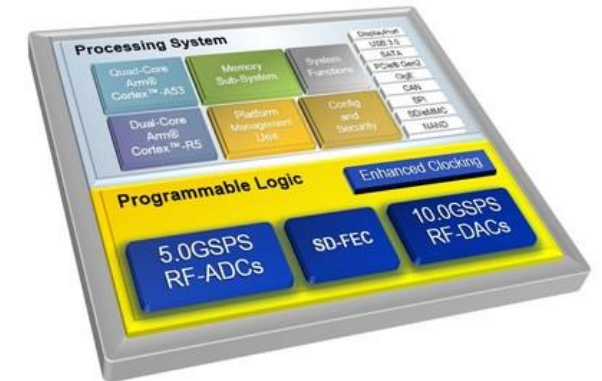 Processing System
Quad-Core
Arm®
Cortex™-A53
Memory
Sub-System
System
Functions
Dual-Core
Arm®
Cortex™-R5
Platform
Management
Unit
Config
and
Security
DisplayPort
USB 3.0
SATA
PCIe® Gen2
GigE
CAN
SPI
SD/eMMC
NAND
Programmable Logic
Enhanced Clocking
5.0GSPS
RF-ADCs
SD-FEC
10.0GSPS
RF-DACs